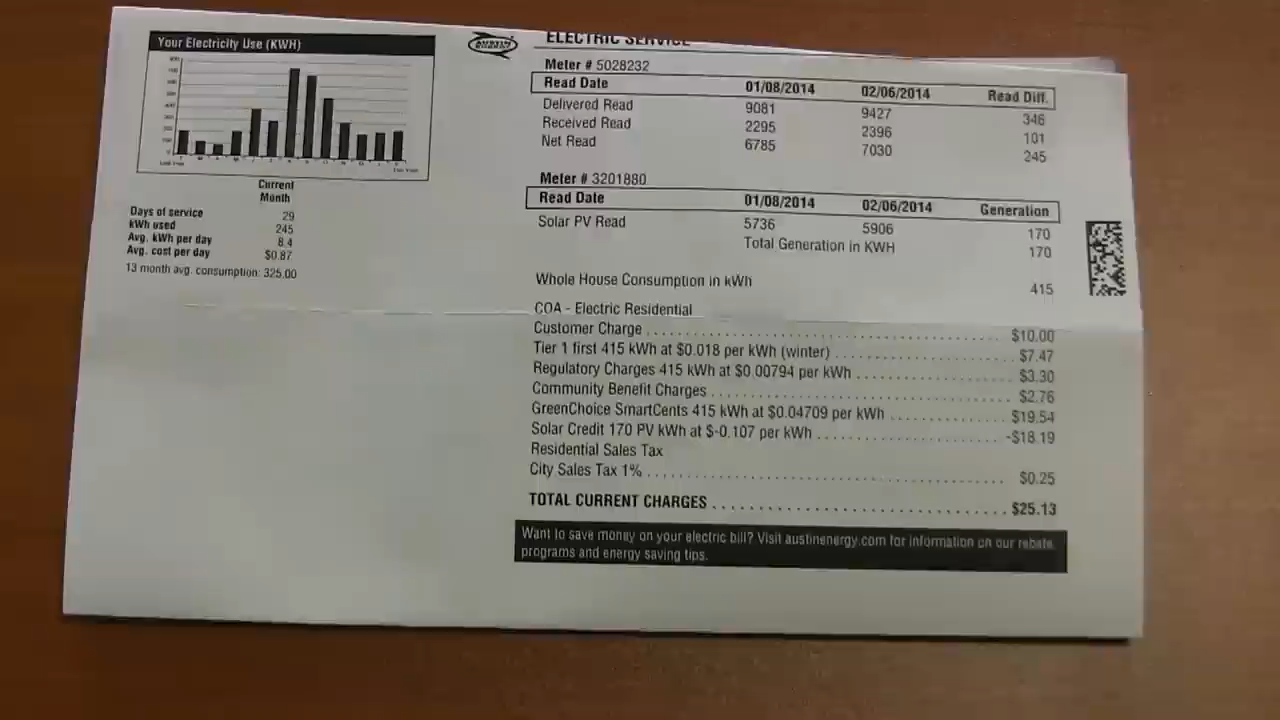 Your Electricity Use (KWH)
Current
Month
Days of service 29
kWh used 245
Avg. kWh per day 8.4
Avg. cost per day $0.87
13 month avg. consumption: 325.00
AUSTIN ENERGY
ELECTRIC SERVICE
Meter # 5028232
Read Date 01/08/2014 02/06/2014 Read Diff.
Delivered Read 9081 9427 346
Received Read 2295 2396 101
Net Read 6785 7030 245
Meter # 3201880
Read Date 01/08/2014 02/06/2014 Generation
Solar PV Read 5736 5906 170
Total Generation in KWH 170
Whole House Consumption in kWh 415
COA - Electric Residential
Customer Charge $10.00
Tier 1 first 415 kWh at $0.018 per kWh (winter) $7.47
Regulatory Charges 415 kWh at $0.00794 per kWh $3.30
Community Benefit Charges $2.76
GreenChoice SmartCents 415 kWh at $0.04709 per kWh $19.54
Solar Credit 170 PV kWh at $-0.107 per kWh -$18.19
Residential Sales Tax
City Sales Tax 1% $0.25
TOTAL CURRENT CHARGES $25.13
Want to save money on your electric bill? Visit austinenergy.com for information on our rebate
programs and energy saving tips.